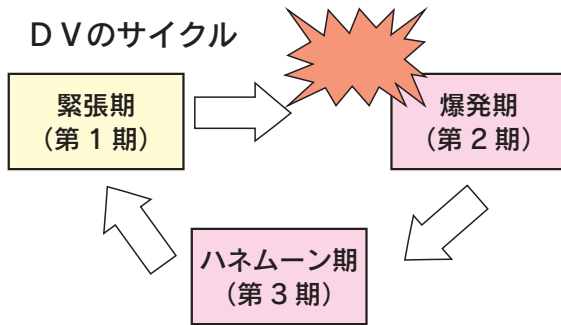 ＤＶのサイクル
緊張期
（第１期）
爆発期
（第２期）
ハネムーン期
（第３期）